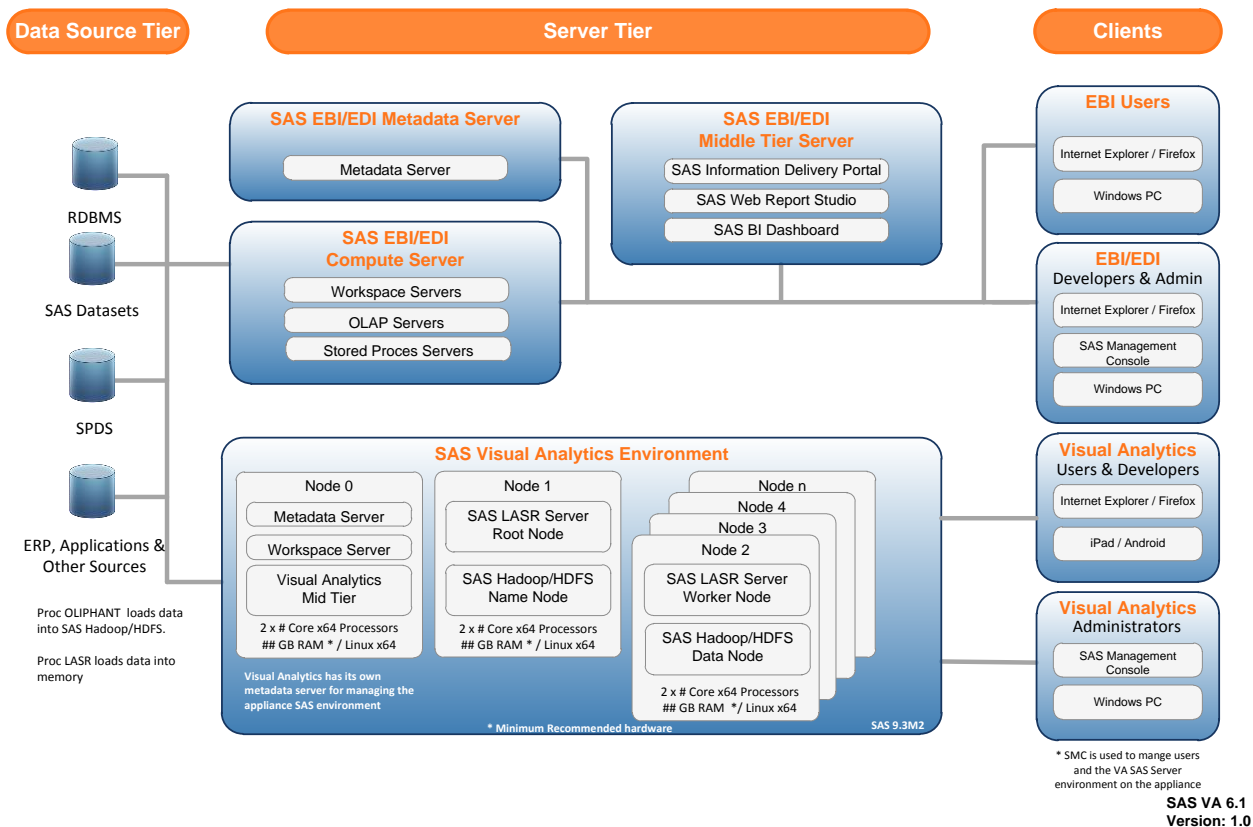 Data Source Tier
Server Tier
Clients
RDBMS
SAS Datasets
SPDS
ERP, Applications &
Other Sources
Proc OLIPHANT loads data
into SAS Hadoop/HDFS.
Proc LASR loads data into
memory
SAS EBI/EDI Metadata Server
Metadata Server
SAS EBI/EDI
Compute Server
Workspace Servers
OLAP Servers
Stored Proces Servers
SAS EBI/EDI
Middle Tier Server
SAS Information Delivery Portal
SAS Web Report Studio
SAS BI Dashboard
SAS Visual Analytics Environment
Node 0
Metadata Server
Workspace Server
Visual Analytics
Mid Tier
2 x # Core x64 Processors
## GB RAM * / Linux x64
Visual Analytics has its own
metadata server for managing the
appliance SAS environment
Node 1
SAS LASR Server
Root Node
SAS Hadoop/HDFS
Name Node
2 x # Core x64 Processors
## GB RAM * / Linux x64
Node n
Node 4
Node 3
Node 2
SAS LASR Server
Worker Node
SAS Hadoop/HDFS
Data Node
2 x # Core x64 Processors
## GB RAM */ Linux x64
* Minimum Recommended hardware
SAS 9.3M2
EBI Users
Internet Explorer / Firefox
Windows PC
EBI/EDI
Developers & Admin
Internet Explorer / Firefox
SAS Management
Console
Windows PC
Visual Analytics
Users & Developers
Internet Explorer / Firefox
iPad / Android
Visual Analytics
Administrators
SAS Management
Console
Windows PC
* SMC is used to mange users
and the VA SAS Server
environment on the appliance
SAS VA 6.1
Version: 1.0